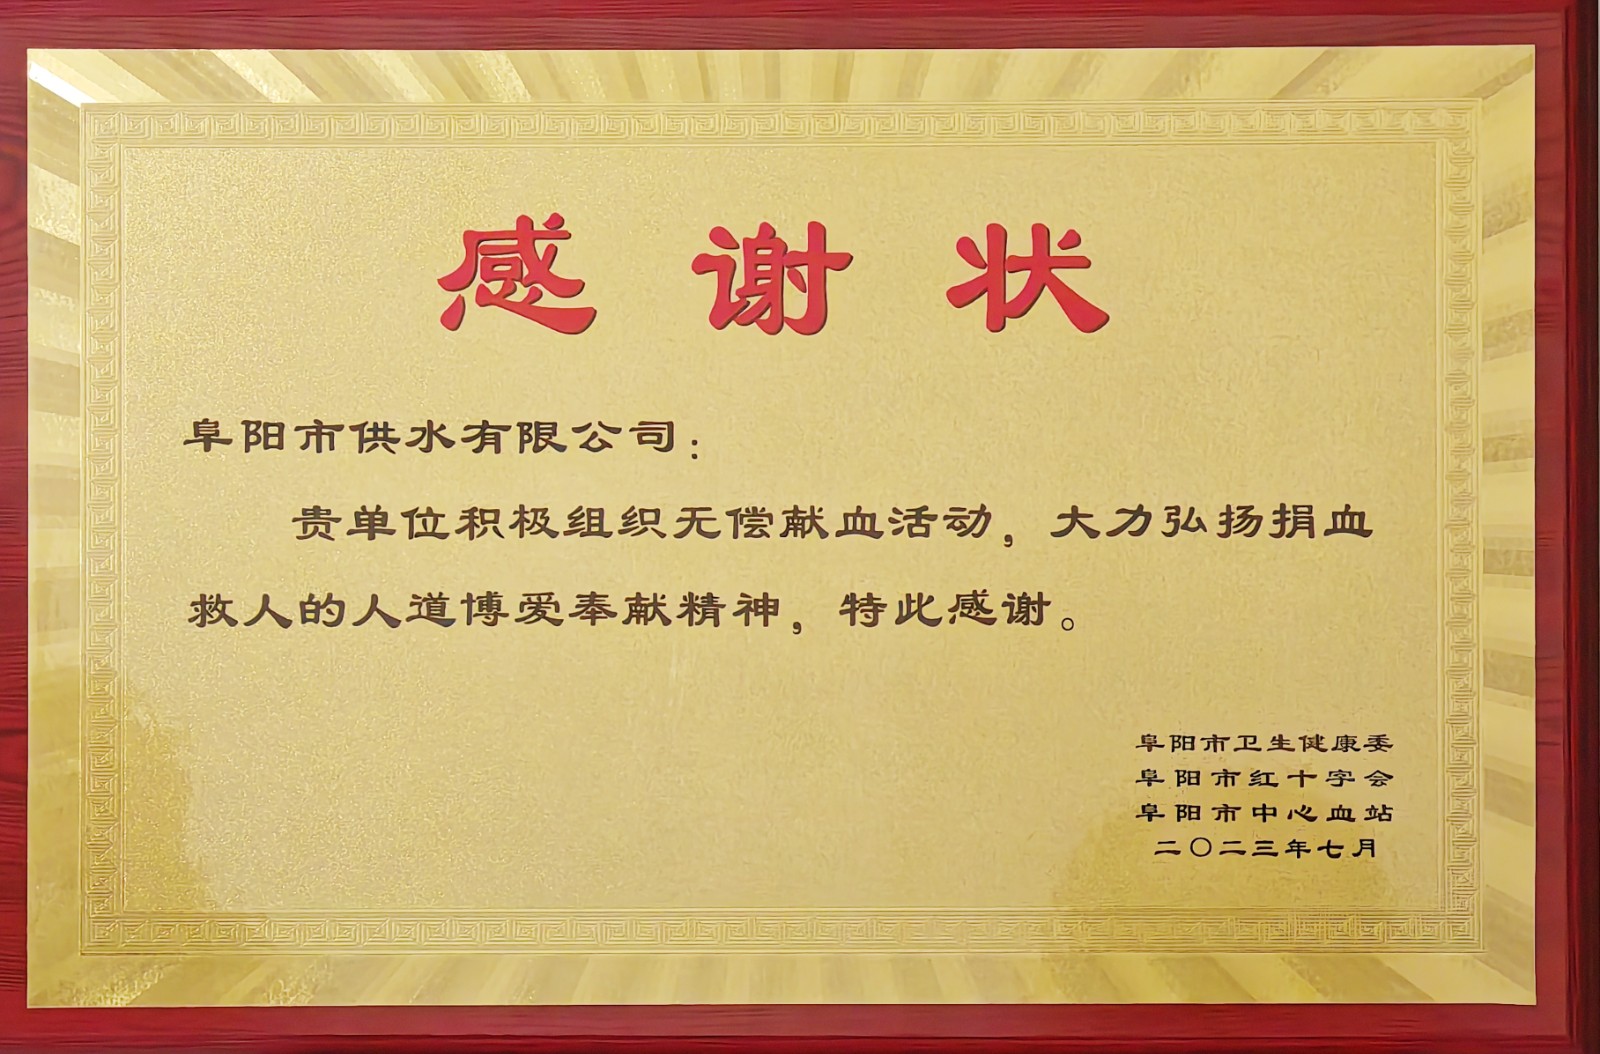 感谢状
阜阳市供水有限公司：
贵单位积极组织无偿献血活动，大力弘扬捐血
救人的人道博爱奉献精神，特此感谢。
阜阳市卫生健康委
阜阳市红十字会
阜阳市中心血站
二〇二三年七月